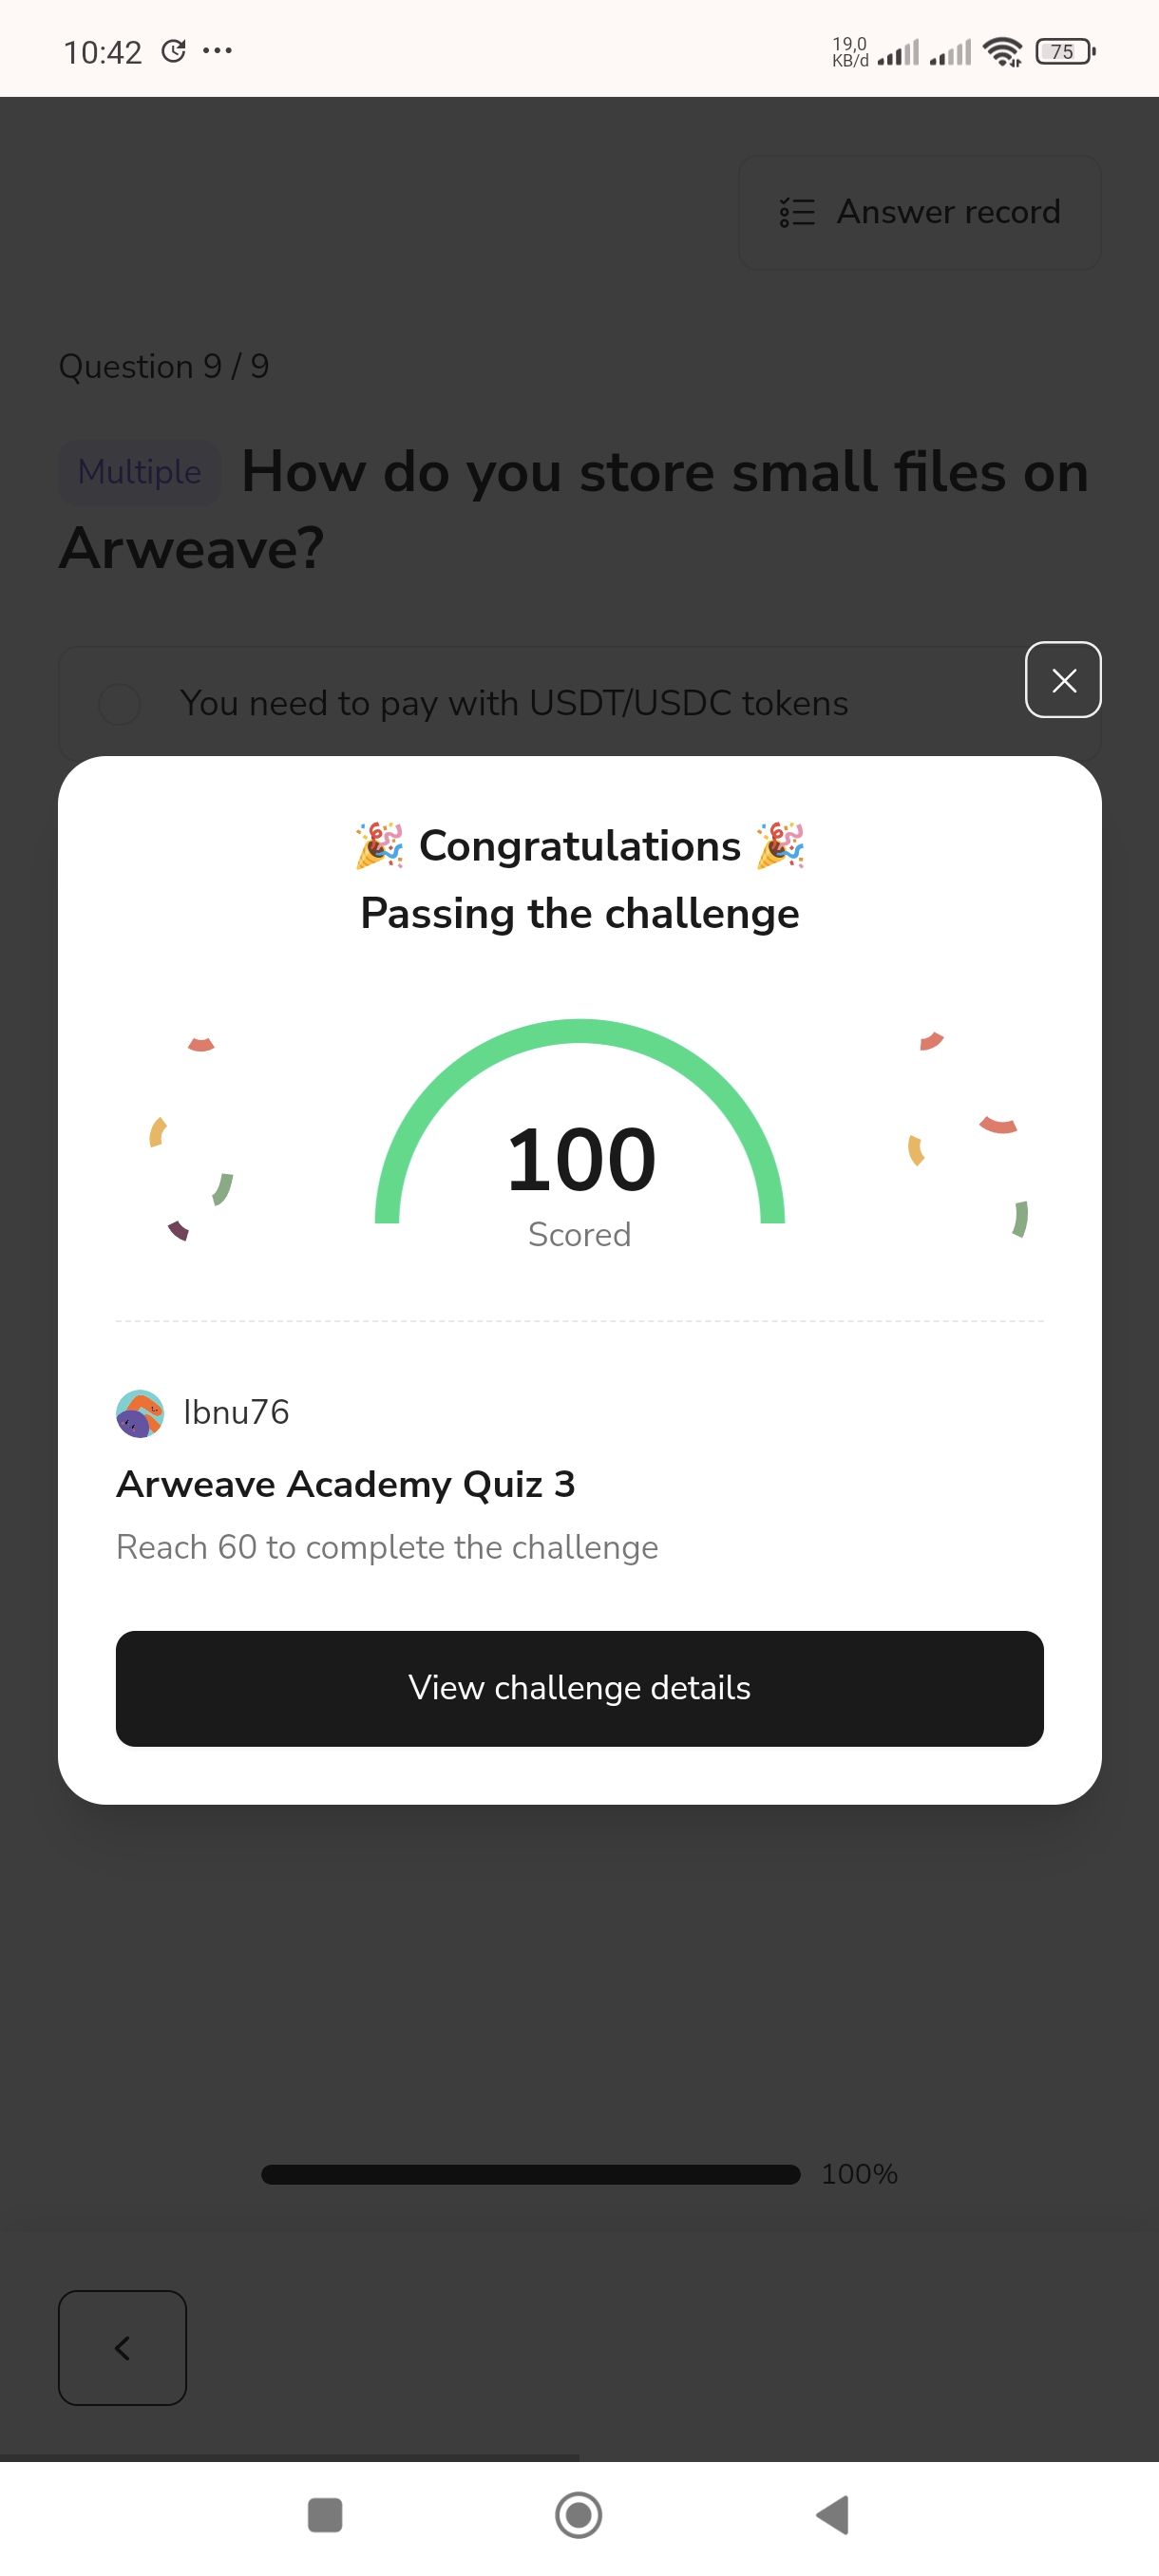 10:42
19,0
KB/d
75
Answer record
Question 9 / 9
Multiple How do you store small files on
Arweave?
You need to pay with USDT/USDC tokens
🎉 Congratulations 🎉
Passing the challenge
100
Scored
Ibnu76
Arweave Academy Quiz 3
Reach 60 to complete the challenge
View challenge details
100%